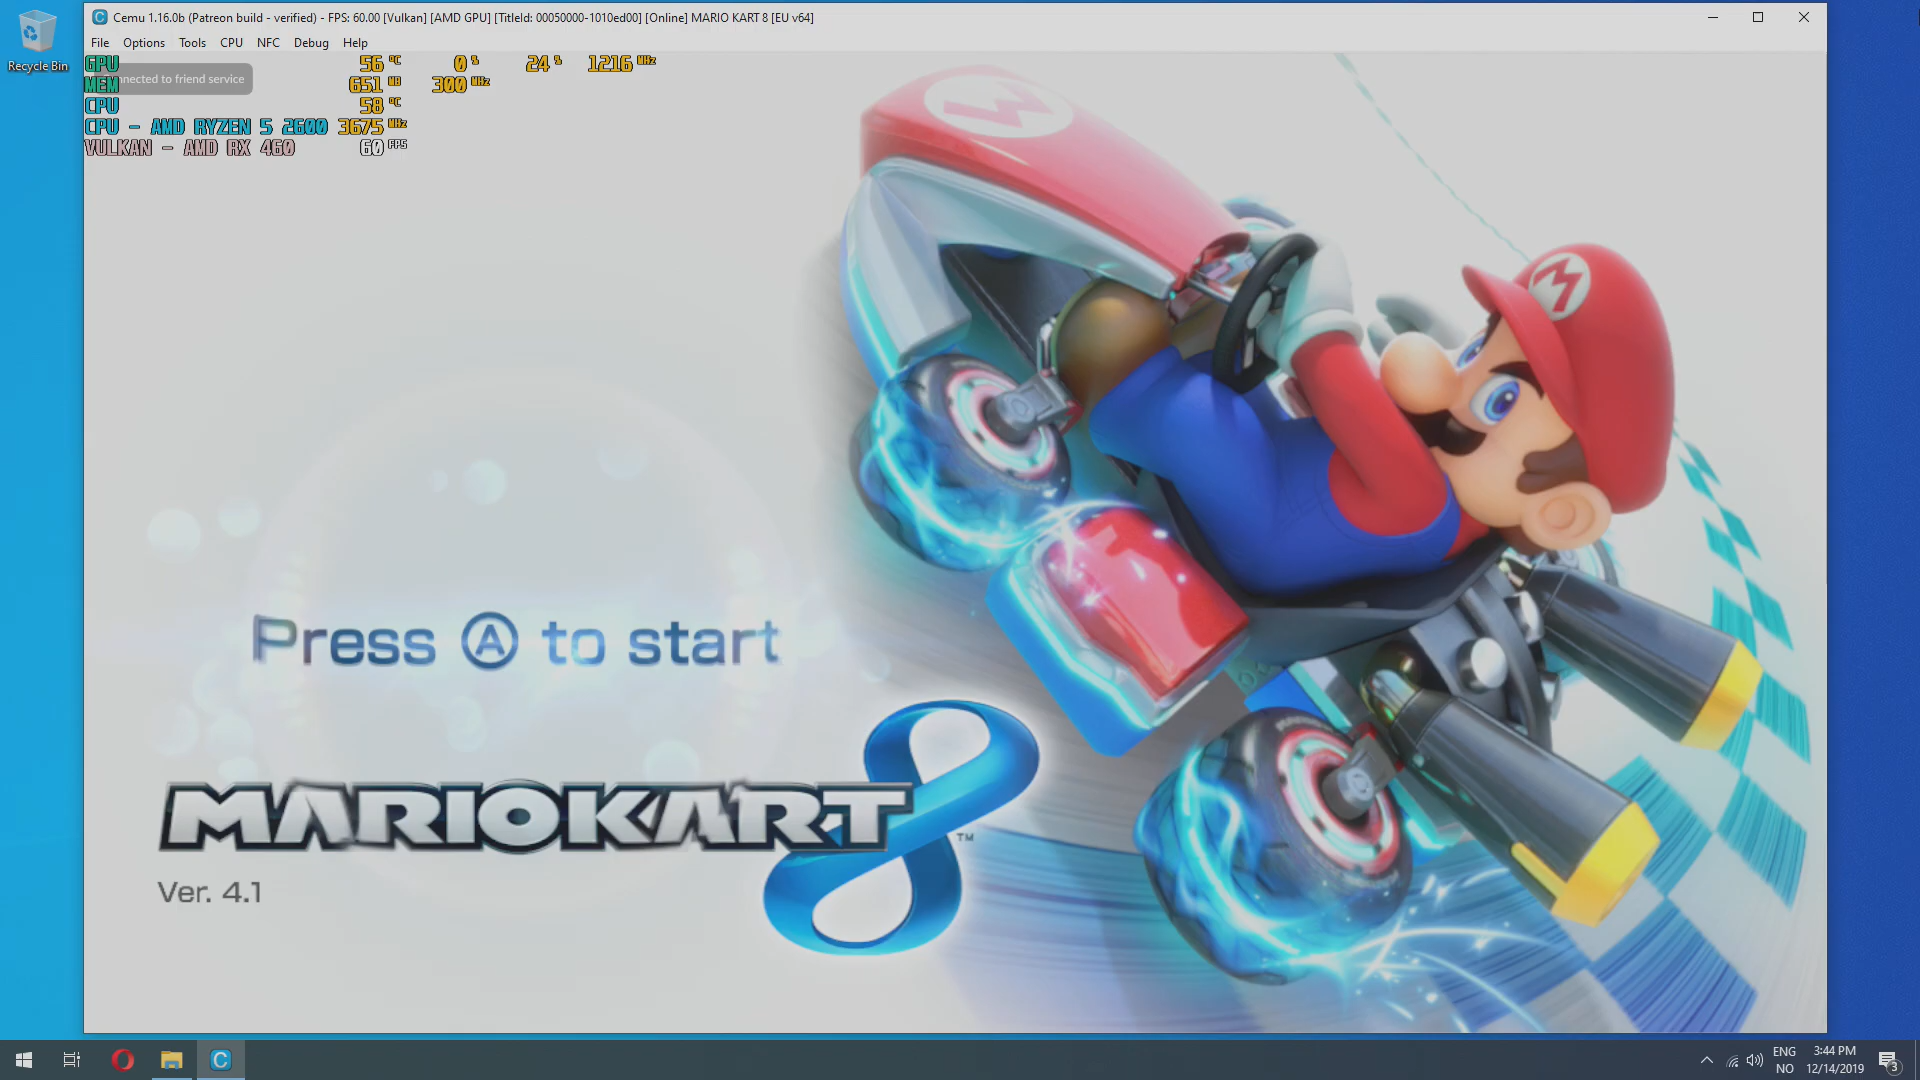 Cemu 1.16.0b (Patreon build - verified) - FPS: 60.00 [Vulkan] [AMD GPU] [TitleId: 00050000-1010ed00] [Online] MARIO KART 8 [EU v64]
Recycle Bin
File Options Tools CPU NFC Debug Help
GPU 56 °C 0 % 24 % 1216 MHz
nnected to friend service
MEM 651 MB 300 MHz
CPU 58 °C
CPU - AMD RYZEN 5 2600 3675 MHz
VULKAN - AMD RX 460 60 FPS
M
Press A to start
MARIOKART 8 ™
Ver. 4.1
ENG 3:44 PM
NO 12/14/2019 3